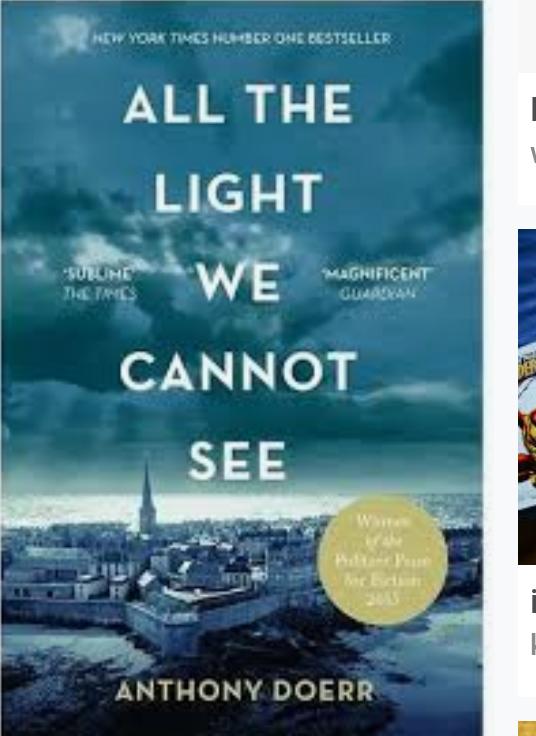 NEW YORK TIMES NUMBER ONE BESTSELLER
ALL THE
LIGHT
'SUBLIME'
THE TIMES
WE
'MAGNIFICENT'
GUARDIAN
CANNOT
SEE
Winner
of the
Pulitzer Prize
for Fiction
2015
ANTHONY DOERR